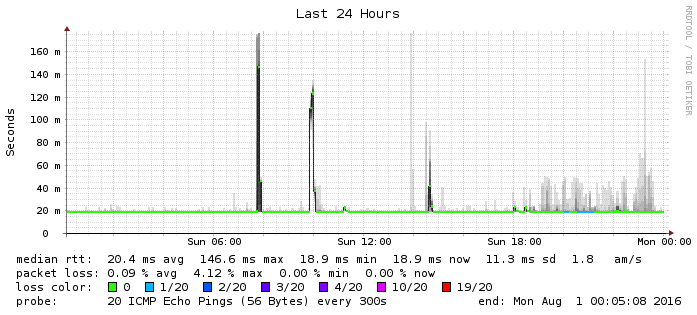 Last 24 Hours
RRDTOOL / TOBI OETIKER
Seconds
160 m
140 m
120 m
100 m
80 m
60 m
40 m
20 m
0
Sun 06:00 Sun 12:00 Sun 18:00 Mon 00:00
median rtt: 20.4 ms avg 146.6 ms max 18.9 ms min 18.9 ms now 11.3 ms sd 1.8 am/s
packet loss: 0.09 % avg 4.12 % max 0.00 % min 0.00 % now
loss color: 0 1/20 2/20 3/20 4/20 10/20 19/20
probe: 20 ICMP Echo Pings (56 Bytes) every 300s end: Mon Aug 1 00:05:08 2016